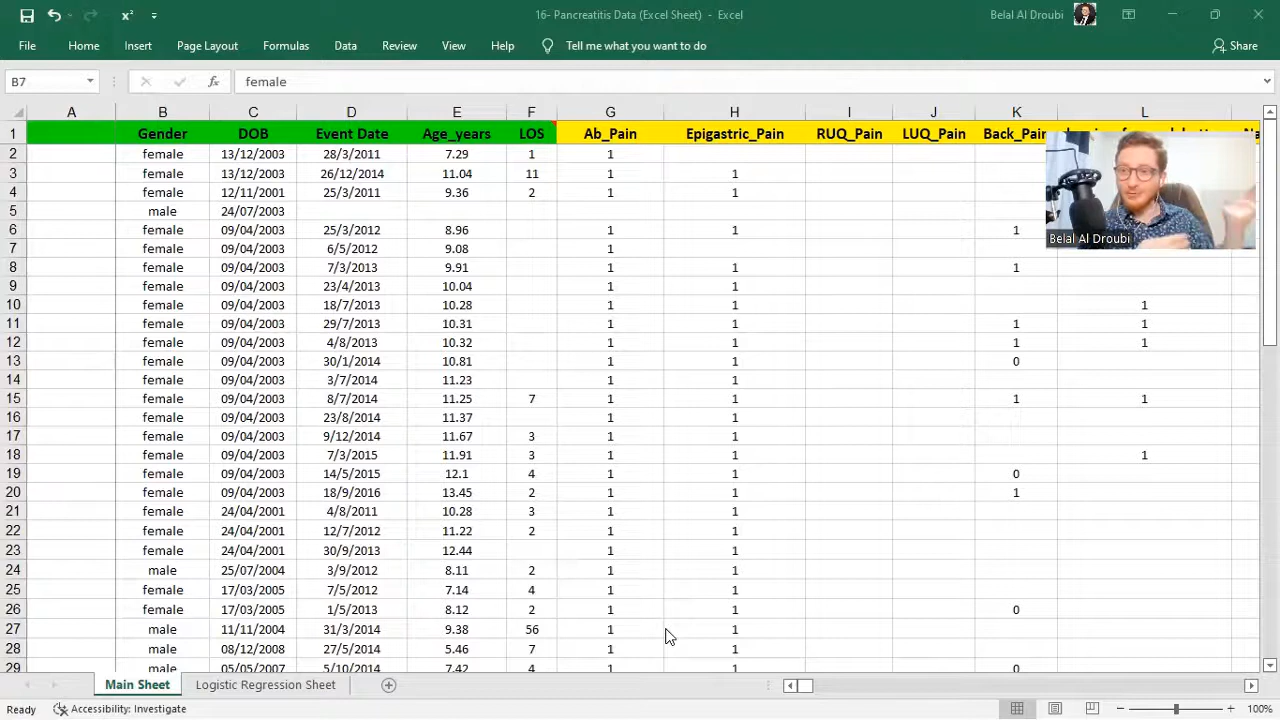 16- Pancreatitis Data (Excel Sheet) - Excel
Belal Al Droubi
x²
File Home Insert Page Layout Formulas Data Review View Help Tell me what you want to do Share
B7 fx female
A B C D E F G H I J K L
1 Gender DOB Event Date Age_years LOS Ab_Pain Epigastric_Pain RUQ_Pain LUQ_Pain Back_Pain
2 female 13/12/2003 28/3/2011 7.29 1 1
3 female 13/12/2003 26/12/2014 11.04 11 1 1
4 female 12/11/2001 25/3/2011 9.36 2 1 1
5 male 24/07/2003
6 female 09/04/2003 25/3/2012 8.96 1 1 1
Belal Al Droubi
7 female 09/04/2003 6/5/2012 9.08 1
8 female 09/04/2003 7/3/2013 9.91 1 1 1
9 female 09/04/2003 23/4/2013 10.04 1 1
10 female 09/04/2003 18/7/2013 10.28 1 1 1
11 female 09/04/2003 29/7/2013 10.31 1 1 1 1
12 female 09/04/2003 4/8/2013 10.32 1 1 1 1
13 female 09/04/2003 30/1/2014 10.81 1 1 0
14 female 09/04/2003 3/7/2014 11.23 1 1
15 female 09/04/2003 8/7/2014 11.25 7 1 1 1 1
16 female 09/04/2003 23/8/2014 11.37 1 1
17 female 09/04/2003 9/12/2014 11.67 3 1 1
18 female 09/04/2003 7/3/2015 11.91 3 1 1 1
19 female 09/04/2003 14/5/2015 12.1 4 1 1 0
20 female 09/04/2003 18/9/2016 13.45 2 1 1 1
21 female 24/04/2001 4/8/2011 10.28 3 1 1
22 female 24/04/2001 12/7/2012 11.22 2 1 1
23 female 24/04/2001 30/9/2013 12.44 1 1
24 male 25/07/2004 3/9/2012 8.11 2 1 1
25 female 17/03/2005 7/5/2012 7.14 4 1 1
26 female 17/03/2005 1/5/2013 8.12 2 1 1 0
27 male 11/11/2004 31/3/2014 9.38 56 1 1
28 male 08/12/2008 27/5/2014 5.46 7 1 1
29 male 05/05/2007 5/10/2014 7.42 4 1 1 0
Main Sheet Logistic Regression Sheet
Ready Accessibility: Investigate 100%